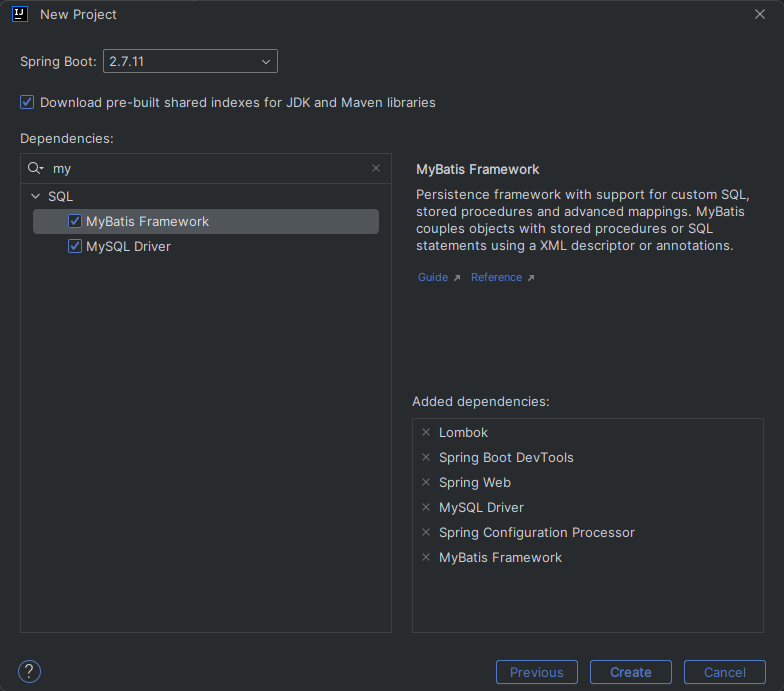 IJ New Project
Spring Boot: 2.7.11
Download pre-built shared indexes for JDK and Maven libraries
Dependencies:
my
SQL
MyBatis Framework
MySQL Driver
MyBatis Framework
Persistence framework with support for custom SQL,
stored procedures and advanced mappings. MyBatis
couples objects with stored procedures or SQL
statements using a XML descriptor or annotations.
Guide Reference
Added dependencies:
Lombok
Spring Boot DevTools
Spring Web
MySQL Driver
Spring Configuration Processor
MyBatis Framework
? Previous Create Cancel